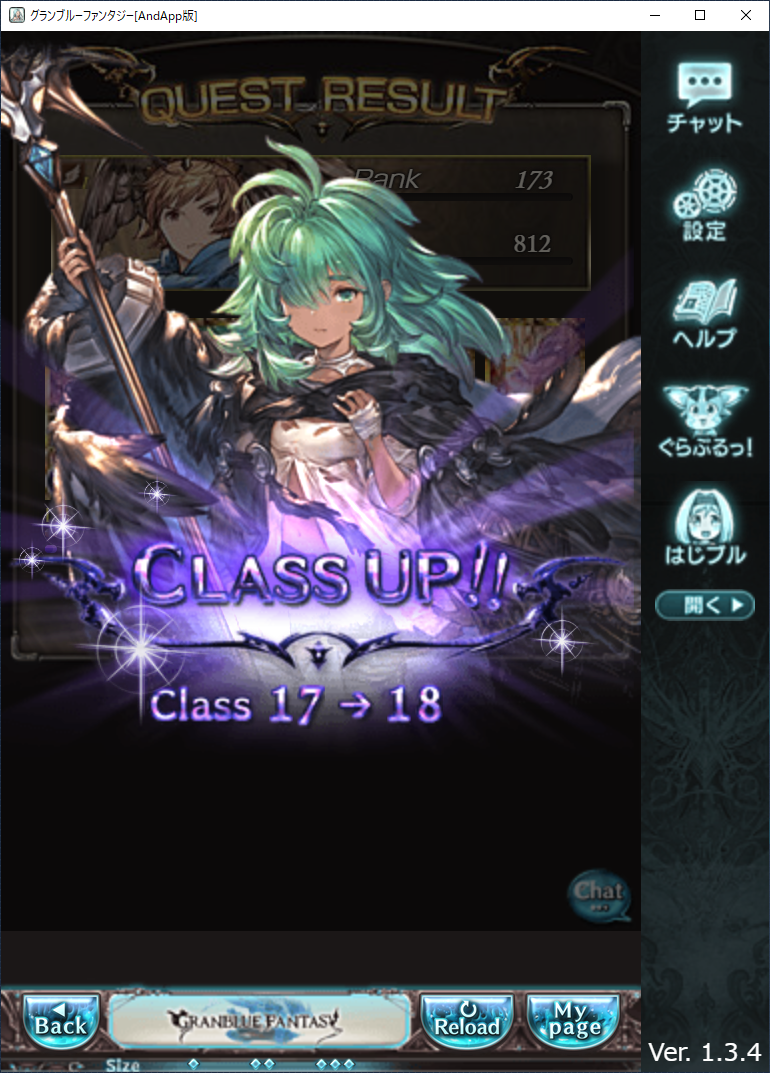 グランブルーファンタジー[AndApp版]
QUEST RESULT
Rank 173
812
CLASS UP!!
Class 17 → 18
Chat
Back
GRANBLUE FANTASY
Reload
My page
Size
チャット
設定
ヘルプ
ぐらぶるっ!
はじブル
開く
Ver. 1.3.4